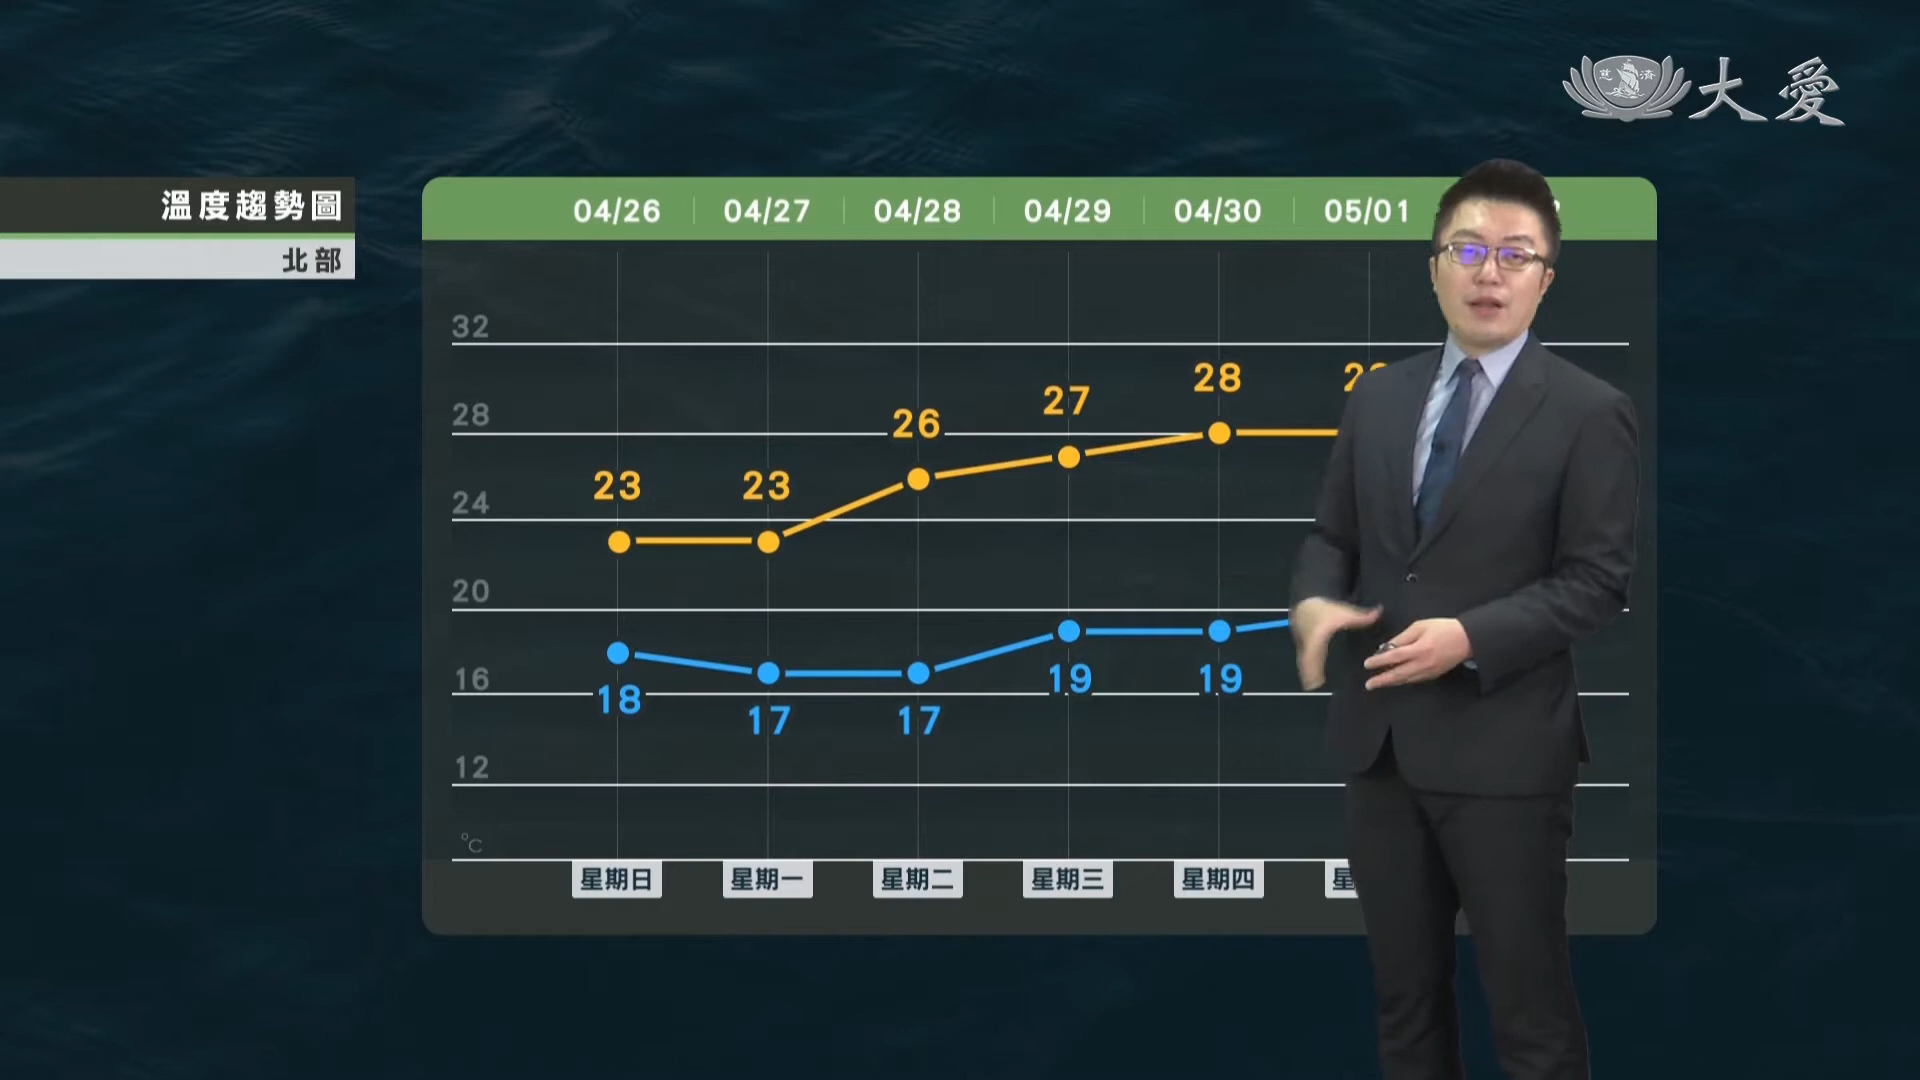 慈濟
大愛
溫度趨勢圖
北部
04/26 04/27 04/28 04/29 04/30 05/01
32
28
24
20
16
12
°C
23 23 26 27 28
18 17 17 19 19
星期日 星期一 星期二 星期三 星期四